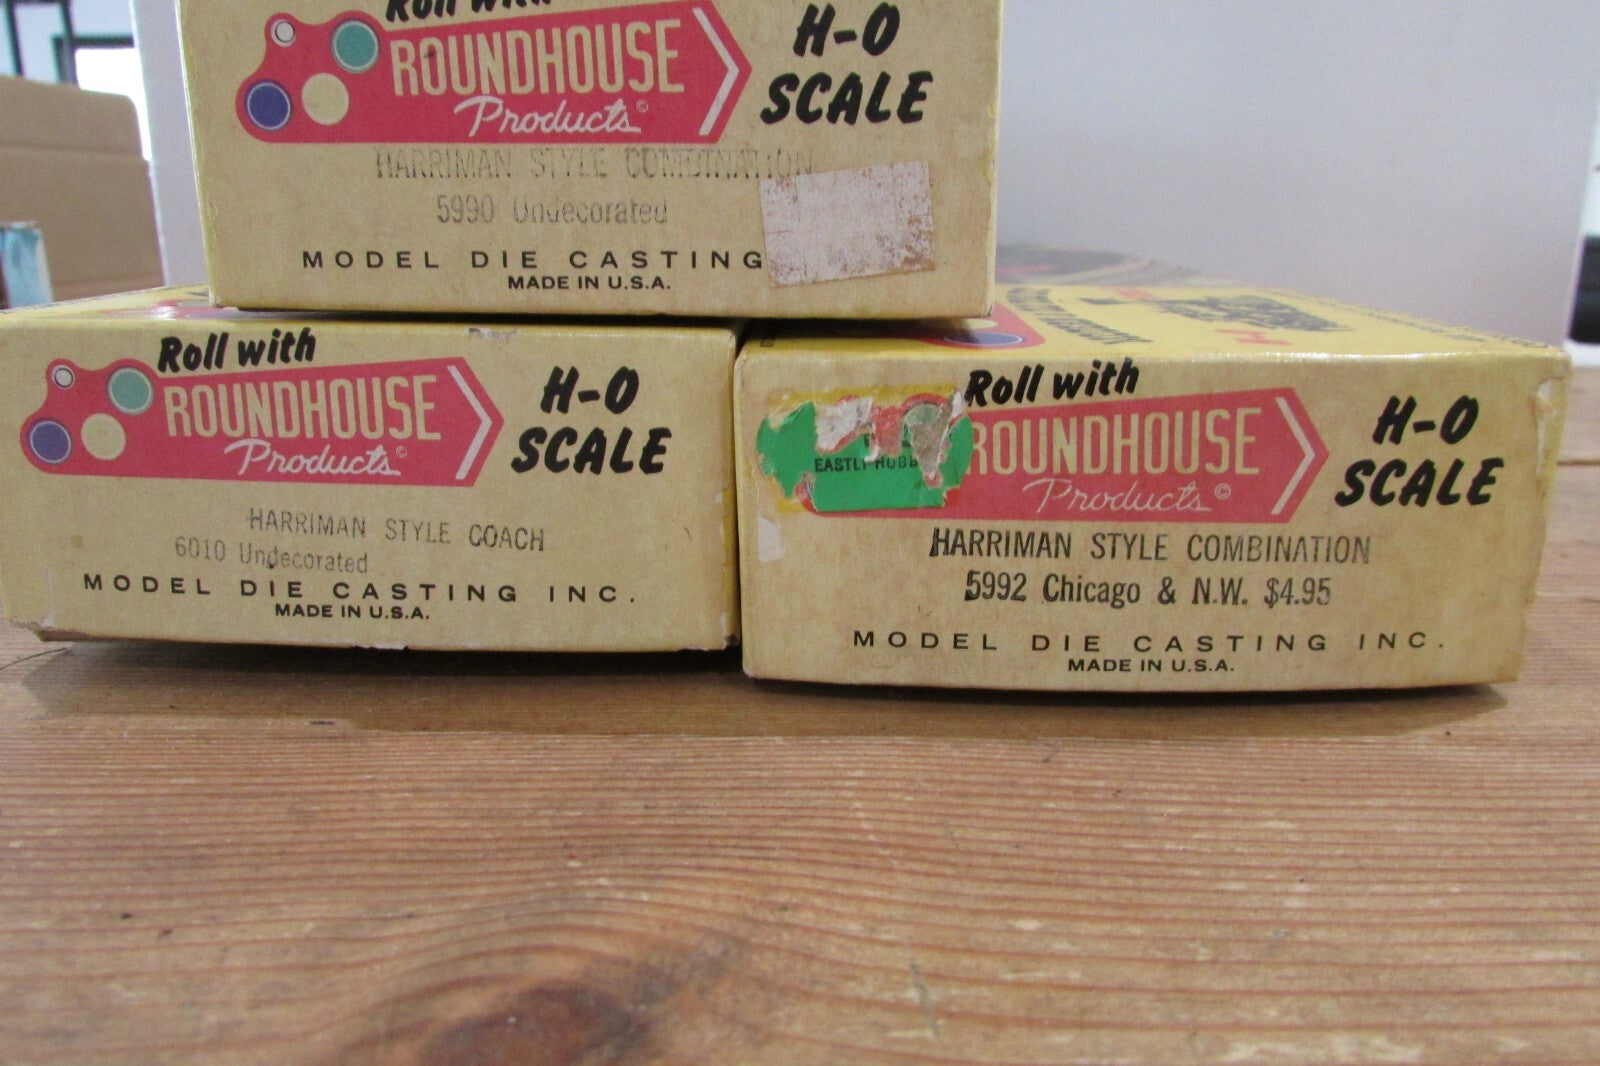 Roll with
ROUNDHOUSE
Products©
H-O
SCALE
HARRIMAN STYLE COMBINATION
5990 Undecorated
MODEL DIE CASTING
MADE IN U.S.A.
Roll with
ROUNDHOUSE
Products©
H-O
SCALE
HARRIMAN STYLE COACH
6010 Undecorated
MODEL DIE CASTING INC.
MADE IN U.S.A.
Roll with
ROUNDHOUSE
Products©
H-O
SCALE
HARRIMAN STYLE COMBINATION
5992 Chicago & N.W. $4.95
MODEL DIE CASTING INC.
MADE IN U.S.A.